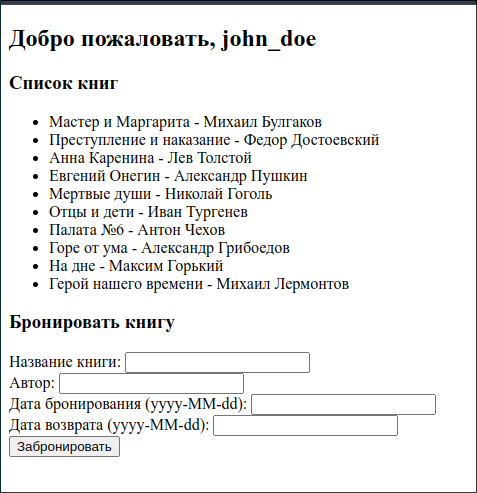 Добро пожаловать, john_doe
Список книг
Мастер и Маргарита - Михаил Булгаков
Преступление и наказание - Федор Достоевский
Анна Каренина - Лев Толстой
Евгений Онегин - Александр Пушкин
Мертвые души - Николай Гоголь
Отцы и дети - Иван Тургенев
Палата №6 - Антон Чехов
Горе от ума - Александр Грибоедов
На дне - Максим Горький
Герой нашего времени - Михаил Лермонтов
Бронировать книгу
Название книги:
Автор:
Дата бронирования (yyyy-MM-dd):
Дата возврата (yyyy-MM-dd):
Забронировать